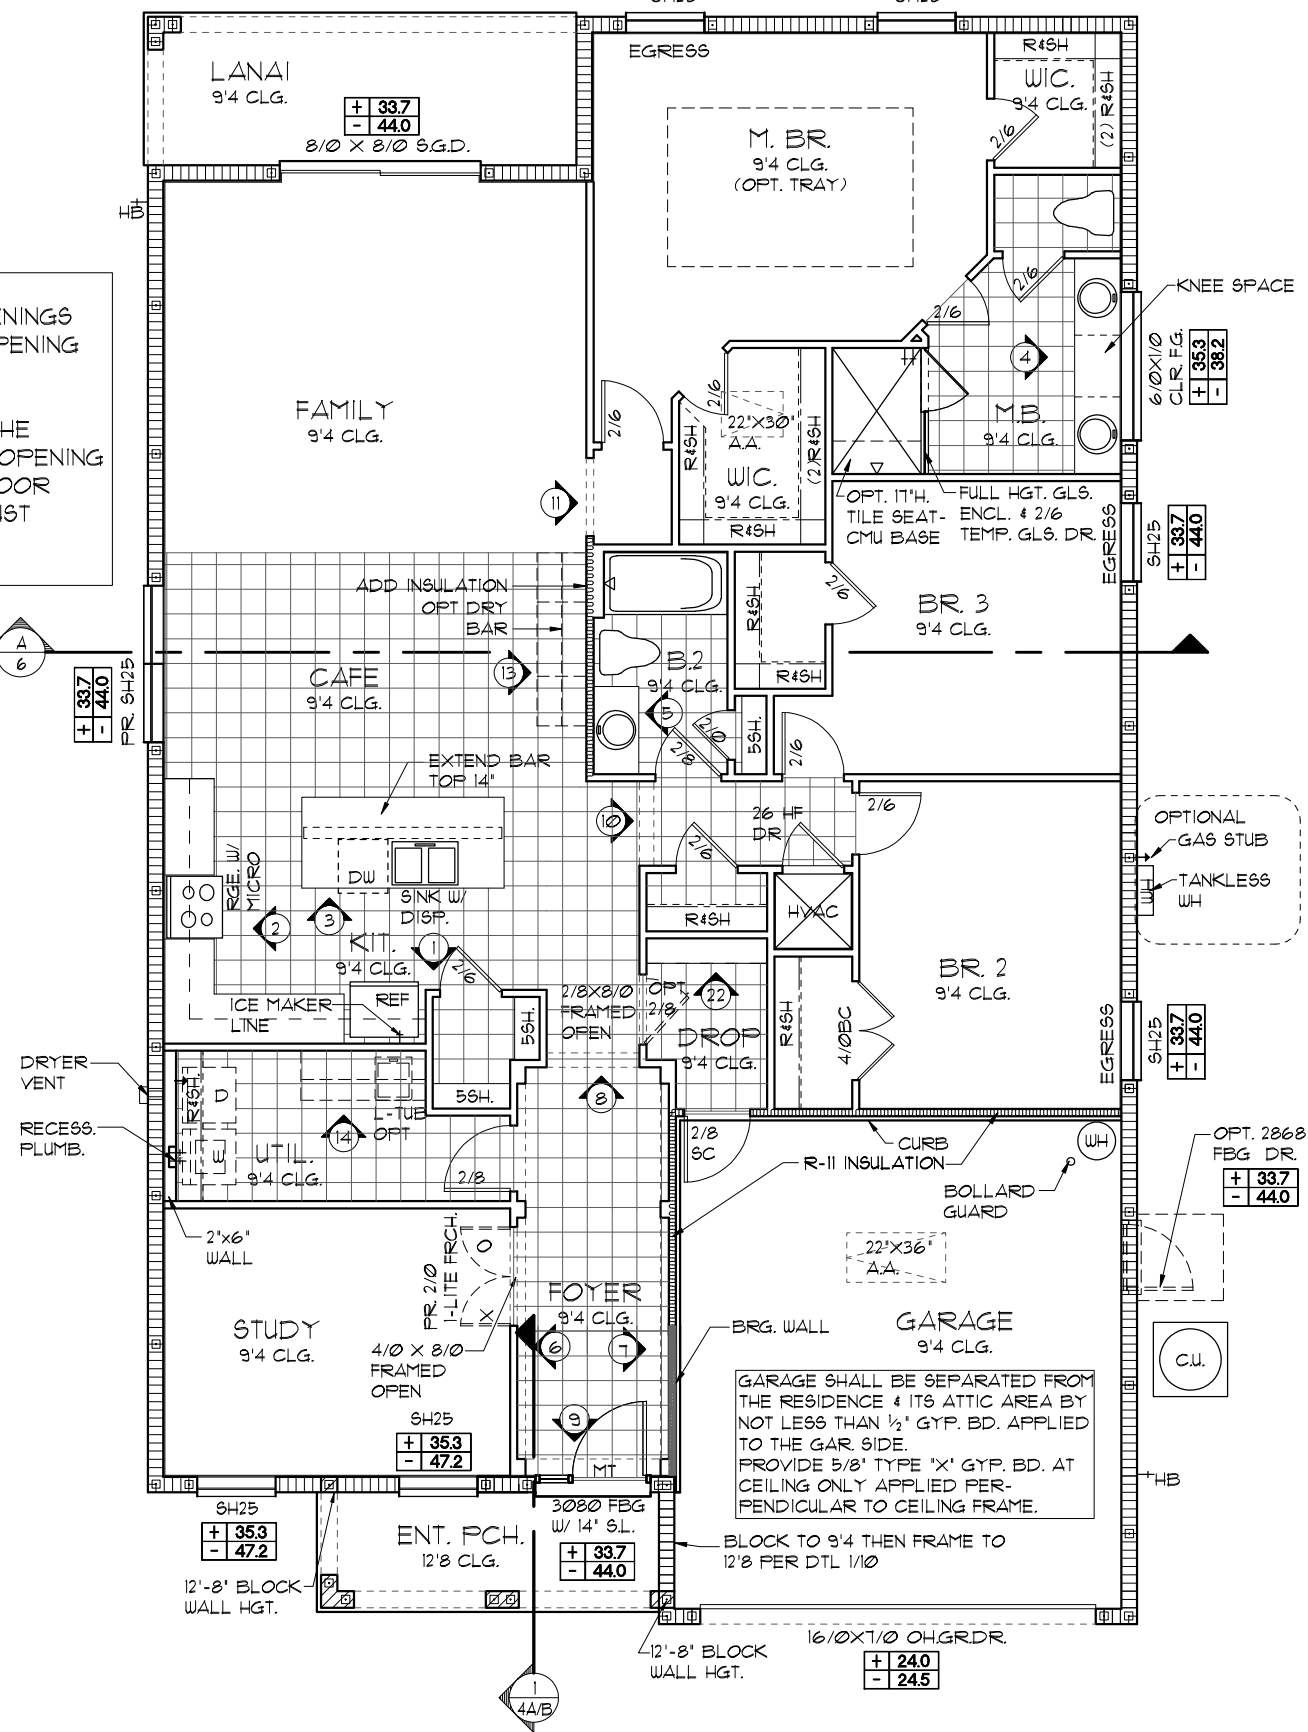 SH25
SH25
EGRESS
R&SH
WIC.
9'4 CLG.
(2) R&SH
2/6
LANAI
9'4 CLG.
+ 33.7
- 44.0
8/0 X 8/0 S.G.D.
M. BR.
9'4 CLG.
(OPT. TRAY)
HB
ENINGS
PENING
HE
OPENING
OOR
IST
2/6
2/6
KNEE SPACE
6/0X1/0
CLR. F.G.
+ 35.3
- 38.2
4
M.B.
9'4 CLG.
FAMILY
9'4 CLG.
2/6
2/6
22"X30"
A.A.
R&SH
WIC.
9'4 CLG.
(2)R&SH
R&SH
11
OPT. 17"H.
TILE SEAT-
CMU BASE
FULL HGT. GLS.
ENCL. & 2/6
TEMP. GLS. DR.
EGRESS
SH25
+ 33.7
- 44.0
ADD INSULATION
OPT DRY
BAR
R&SH
2/6
BR. 3
9'4 CLG.
A
6
13
CAFE
9'4 CLG.
B.2
9'4 CLG.
R&SH
+ 33.7
- 44.0
PR. SH25
5
2/0
5SH.
2/8
2/6
EXTEND BAR
TOP 14"
10
26 HF
DR
2/6
2/6
OPTIONAL
GAS STUB
TANKLESS
WH
WH
RGE. W/
MICRO
DW
SINK W/
DISP.
R&SH
HVAC
2
3
KIT.
9'4 CLG.
1
2/6
BR. 2
9'4 CLG.
ICE MAKER
LINE
REF
2/8X8/0
FRAMED
OPEN
OPT.
2/8
22
DROP
9'4 CLG.
R&SH
4/0BC
5SH.
5SH.
EGRESS
SH25
+ 33.7
- 44.0
DRYER
VENT
RECESS.
PLUMB.
R&SH.
D
W
UTIL.
9'4 CLG.
14
L-TUB
OPT
8
2/8
2/8
SC
CURB
R-11 INSULATION
WH
BOLLARD
GUARD
OPT. 2868
FBG DR.
+ 33.7
- 44.0
2"x6"
WALL
PR. 2/0
1-LITE FRCH.
O
X
FOYER
9'4 CLG.
22"X36"
A.A.
STUDY
9'4 CLG.
4/0 X 8/0
FRAMED
OPEN
6
7
BRG. WALL
GARAGE
9'4 CLG.
C.U.
GARAGE SHALL BE SEPARATED FROM
THE RESIDENCE & ITS ATTIC AREA BY
NOT LESS THAN ½" GYP. BD. APPLIED
TO THE GAR. SIDE.
PROVIDE 5/8" TYPE "X" GYP. BD. AT
CEILING ONLY APPLIED PER-
PENDICULAR TO CEILING FRAME.
SH25
+ 35.3
- 47.2
9
MT
HB
SH25
+ 35.3
- 47.2
ENT. PCH.
12'8 CLG.
3080 FBG
W/ 14" S.L.
+ 33.7
- 44.0
BLOCK TO 9'4 THEN FRAME TO
12'8 PER DTL 1/10
12'-8" BLOCK
WALL HGT.
12'-8" BLOCK
WALL HGT.
16/0X7/0 OH.GR.DR.
+ 24.0
- 24.5
1
4A/B